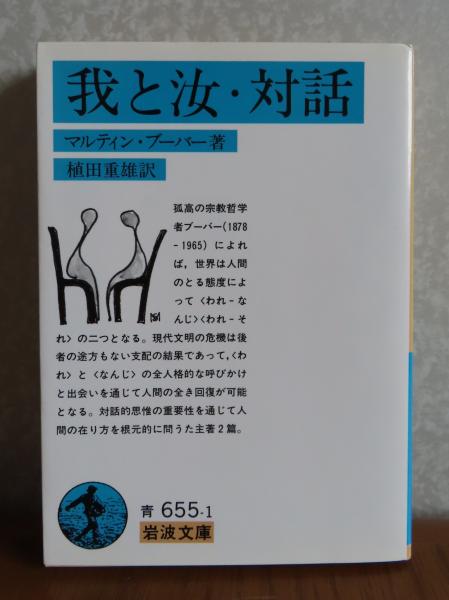 我と汝・対話
マルティン・ブーバー著
植田重雄訳
孤高の宗教哲学
者ブーバー(1878
-1965)によれ
ば，世界は人間
のとる態度によ
って〈われ-な
んじ〉〈われ-そ
れ〉の二つとなる。現代文明の危機は後
者の途方もない支配の結果であって，〈わ
れ〉と〈なんじ〉の全人格的な呼びかけ
と出会いを通じて人間の全き回復が可能
となる。対話的思惟の重要性を通じて人
間の在り方を根元的に問うた主著2篇。
青 655-1
岩波文庫